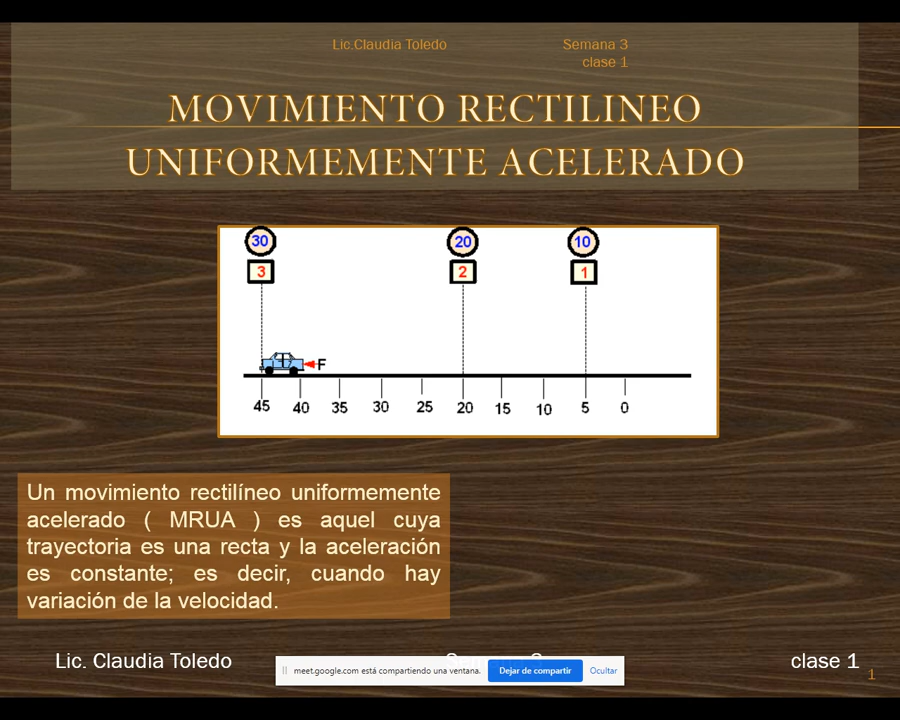 Lic.Claudia Toledo Semana 3
clase 1
MOVIMIENTO RECTILINEO
UNIFORMEMENTE ACELERADO
30 20 10
3 2 1
F
45 40 35 30 25 20 15 10 5 0
Un movimiento rectilíneo uniformemente
acelerado ( MRUA ) es aquel cuya
trayectoria es una recta y la aceleración
es constante; es decir, cuando hay
variación de la velocidad.
Lic. Claudia Toledo clase 1
meet.google.com está compartiendo una ventana. Dejar de compartir Ocultar
1